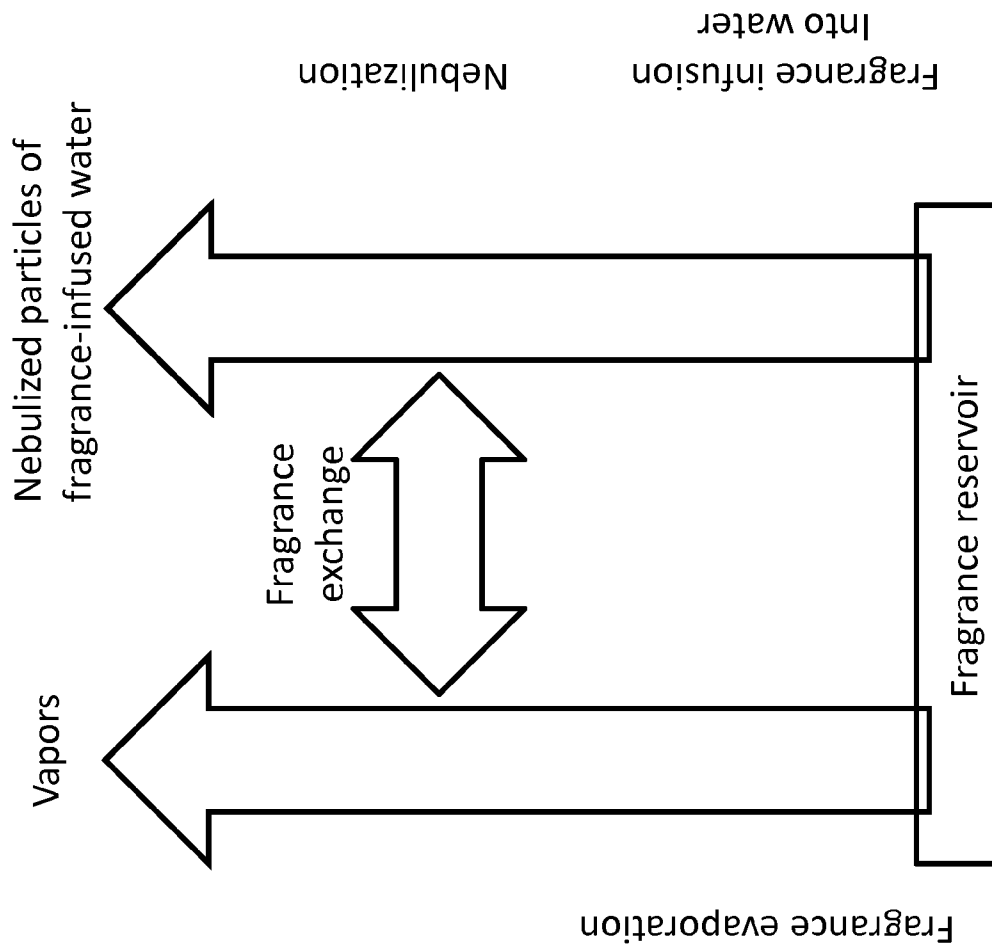 Nebulized particles of
fragrance-infused water
Vapors
Fragrance
exchange
Nebulization
Fragrance infusion
Into water
Fragrance evaporation
Fragrance reservoir